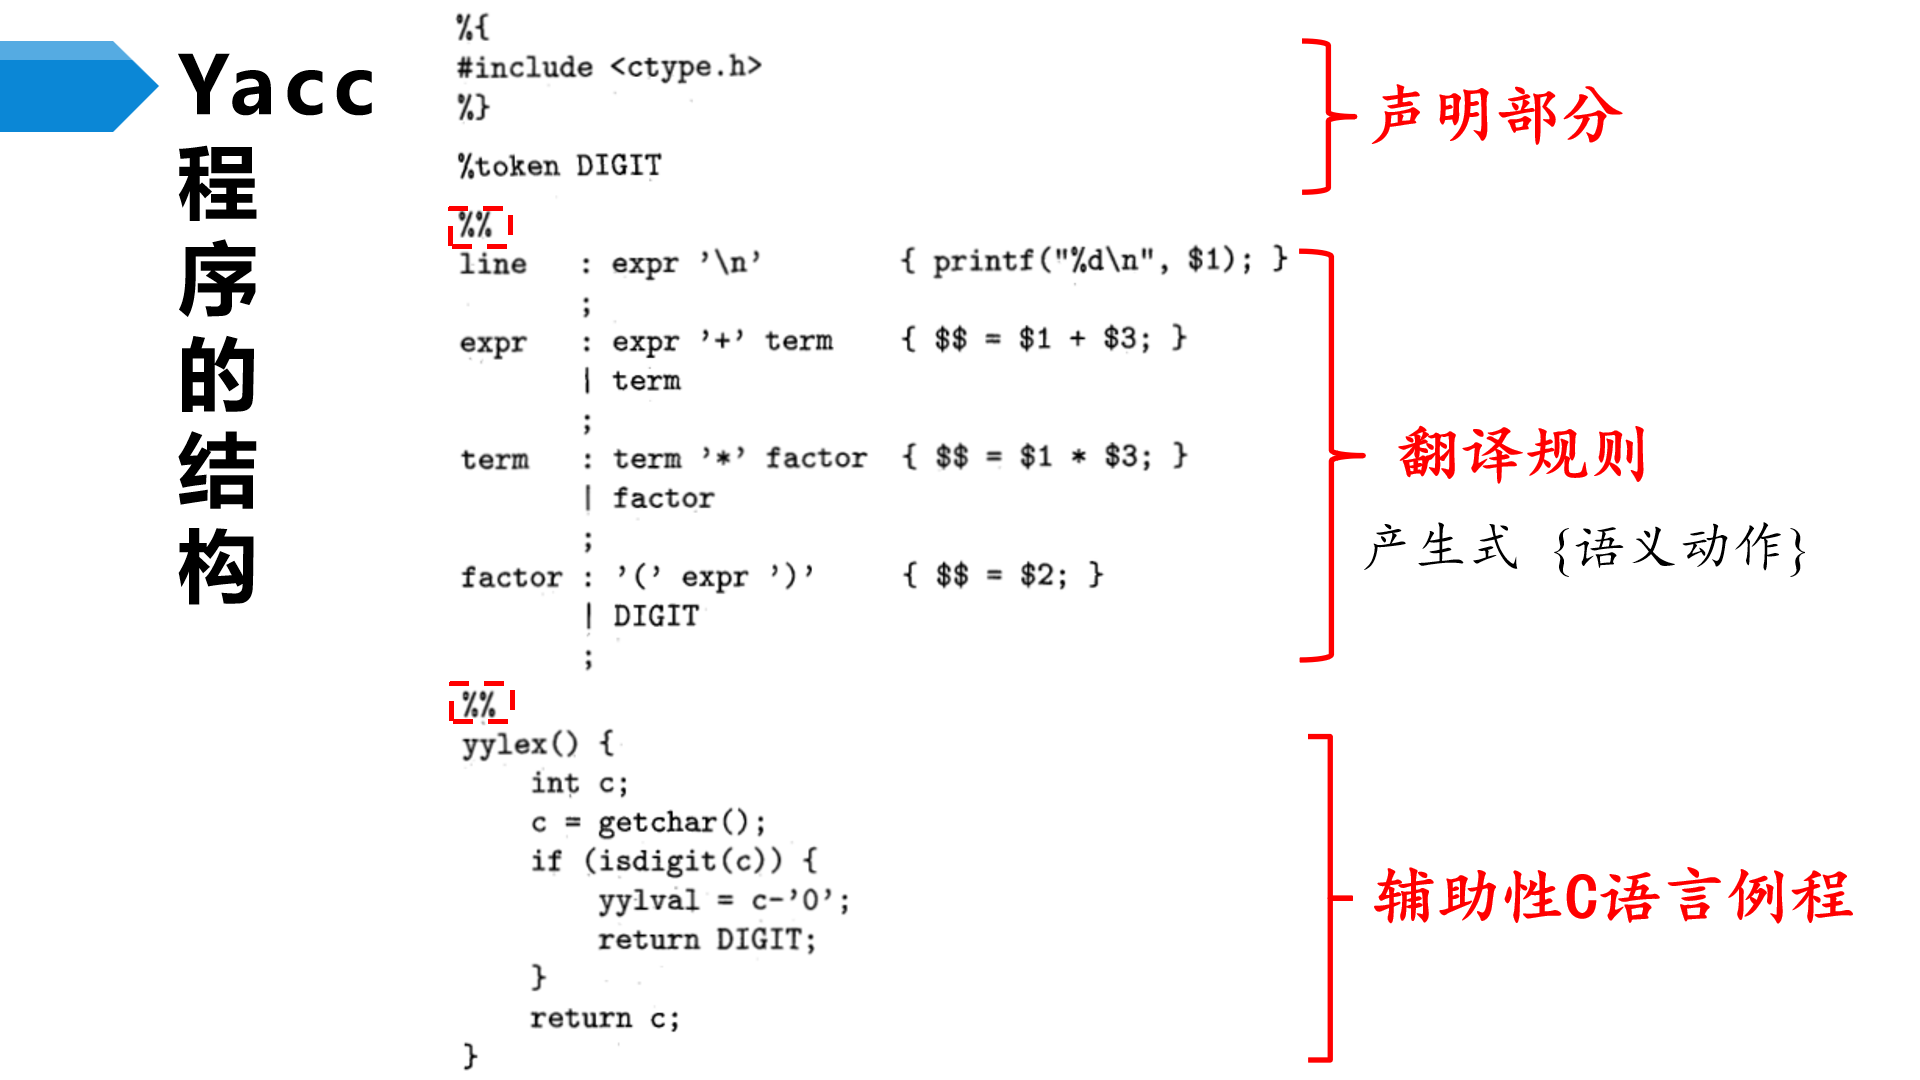 Yacc
程
序
的
结
构
%{
#include <ctype.h>
%}
%token DIGIT
声明部分
%%
line : expr '\n' { printf("%d\n", $1); }
;
expr : expr '+' term { $$ = $1 + $3; }
| term
;
term : term '*' factor { $$ = $1 * $3; }
| factor
;
factor : '(' expr ')' { $$ = $2; }
| DIGIT
;
翻译规则
产生式 {语义动作}
%%
yylex() {
int c;
c = getchar();
if (isdigit(c)) {
yylval = c-'0';
return DIGIT;
}
return c;
}
辅助性C语言例程